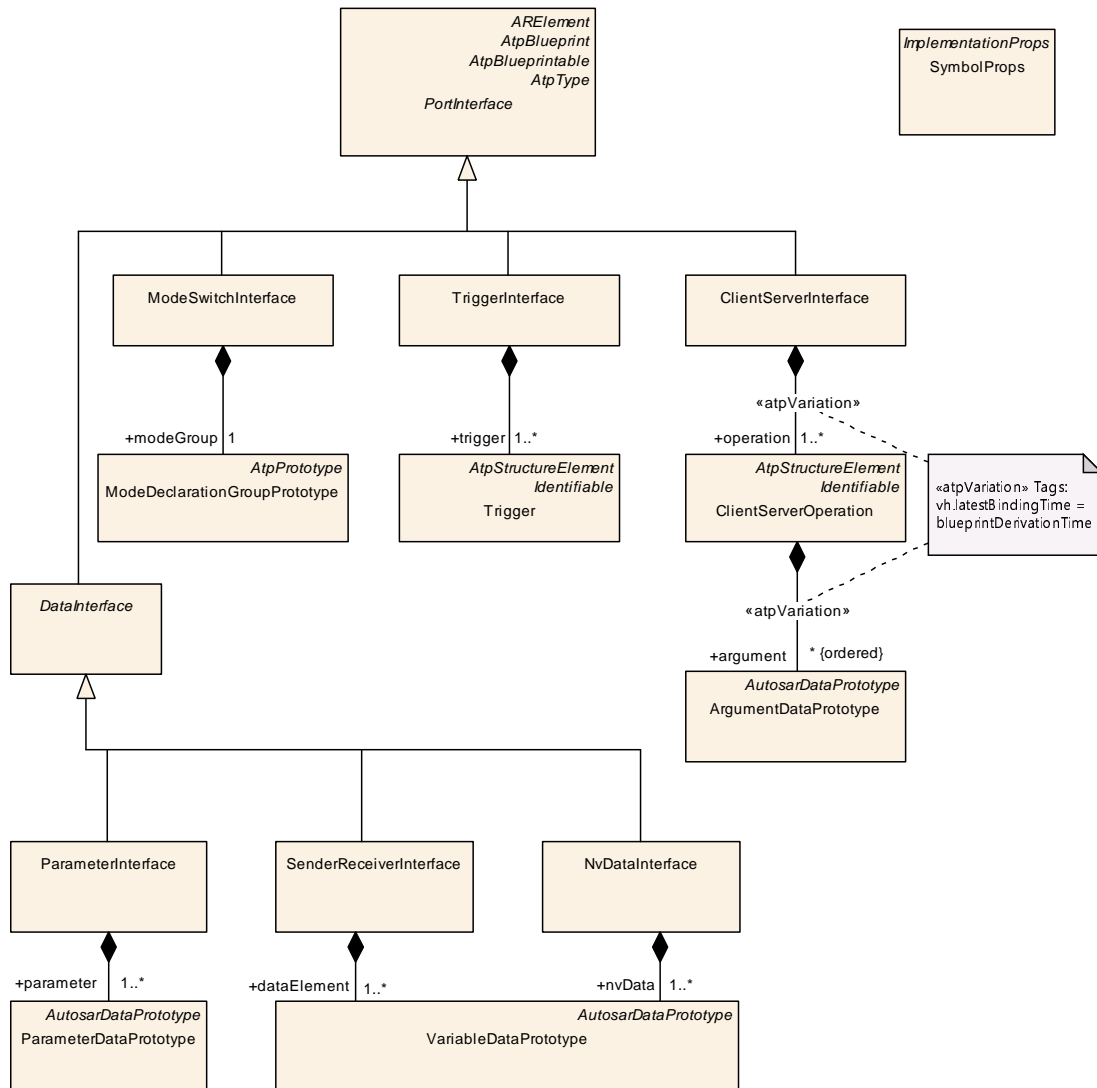 ARElement
AtpBlueprint
AtpBlueprintable
AtpType
PortInterface
ImplementationProps
SymbolProps
ModeSwitchInterface
TriggerInterface
ClientServerInterface
«atpVariation»
+modeGroup 1
+trigger 1..*
+operation 1..*
AtpPrototype
ModeDeclarationGroupPrototype
AtpStructureElement
Identifiable
Trigger
AtpStructureElement
Identifiable
ClientServerOperation
«atpVariation» Tags:
vh.latestBindingTime =
blueprintDerivationTime
DataInterface
«atpVariation»
+argument * {ordered}
AutosarDataPrototype
ArgumentDataPrototype
ParameterInterface
SenderReceiverInterface
NvDataInterface
+parameter 1..*
+dataElement 1..*
+nvData 1..*
AutosarDataPrototype
ParameterDataPrototype
AutosarDataPrototype
VariableDataPrototype